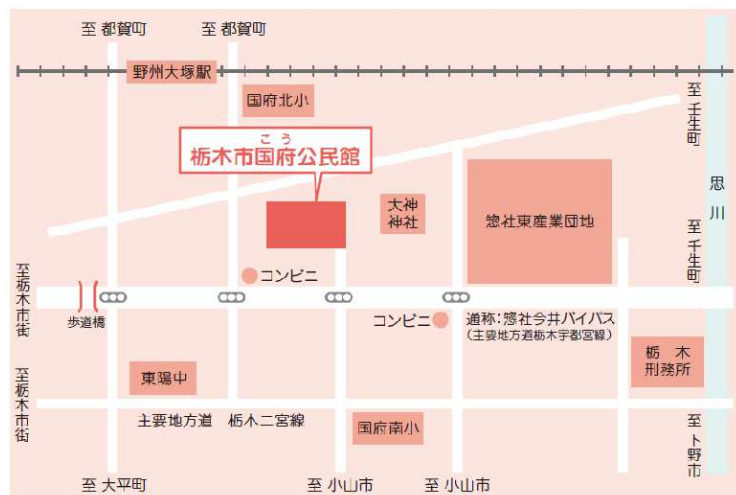 至 都賀町
至 都賀町
野州大塚駅
国府北小
至 壬生町
こう
栃木市国府公民館
思川
大神
神社
惣社東産業団地
至 壬生町
至栃木市街
コンビニ
歩道橋
コンビニ
通称：惣社今井バイパス
（主要地方道栃木宇都宮線）
栃木
刑務所
東陽中
至栃木市街
主要地方道 栃木二宮線
国府南小
至 下野市
至 大平町
至 小山市
至 小山市